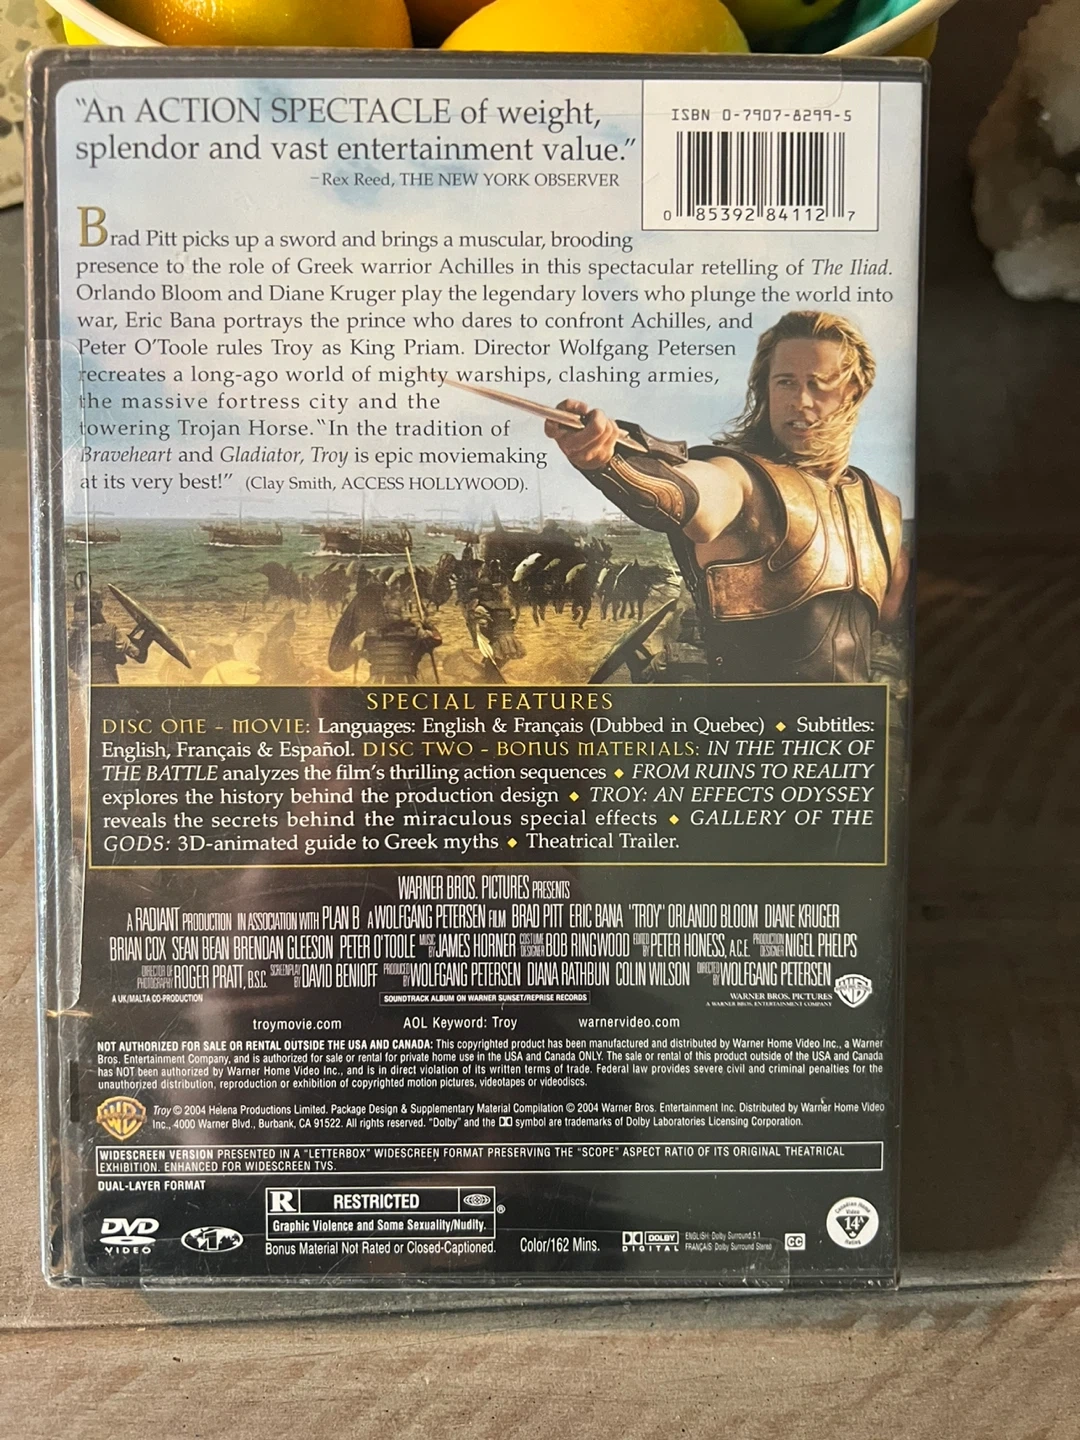 "An ACTION SPECTACLE of weight,
splendor and vast entertainment value."
–Rex Reed, THE NEW YORK OBSERVER
ISBN 0-7907-8299-5
0 85392 84112 7
Brad Pitt picks up a sword and brings a muscular, brooding
presence to the role of Greek warrior Achilles in this spectacular retelling of The Iliad.
Orlando Bloom and Diane Kruger play the legendary lovers who plunge the world into
war, Eric Bana portrays the prince who dares to confront Achilles, and
Peter O'Toole rules Troy as King Priam. Director Wolfgang Petersen
recreates a long-ago world of mighty warships, clashing armies,
the massive fortress city and the
towering Trojan Horse. "In the tradition of
Braveheart and Gladiator, Troy is epic moviemaking
at its very best!" (Clay Smith, ACCESS HOLLYWOOD).
SPECIAL FEATURES
DISC ONE - MOVIE: Languages: English & Français (Dubbed in Quebec) ◆ Subtitles:
English, Français & Español. DISC TWO - BONUS MATERIALS: IN THE THICK OF
THE BATTLE analyzes the film's thrilling action sequences ◆ FROM RUINS TO REALITY
explores the history behind the production design ◆ TROY: AN EFFECTS ODYSSEY
reveals the secrets behind the miraculous special effects ◆ GALLERY OF THE
GODS: 3D-animated guide to Greek myths ◆ Theatrical Trailer.
WARNER BROS. PICTURES PRESENTS
A RADIANT PRODUCTION IN ASSOCIATION WITH PLAN B A WOLFGANG PETERSEN FILM BRAD PITT ERIC BANA "TROY" ORLANDO BLOOM DIANE KRUGER
BRIAN COX SEAN BEAN BRENDAN GLEESON PETER O'TOOLE MUSIC BY JAMES HORNER COSTUME DESIGNER BOB RINGWOOD EDITED BY PETER HONESS, A.C.E. PRODUCTION DESIGNER NIGEL PHELPS
DIRECTOR OF PHOTOGRAPHY ROGER PRATT, B.S.C. SCREENPLAY BY DAVID BENIOFF PRODUCED BY WOLFGANG PETERSEN DIANA RATHBUN COLIN WILSON DIRECTED BY WOLFGANG PETERSEN
A UK/MALTA CO-PRODUCTION
SOUNDTRACK ALBUM ON WARNER SUNSET/REPRISE RECORDS
WARNER BROS. PICTURES
A WARNER BROS. ENTERTAINMENT COMPANY
troymovie.com AOL Keyword: Troy warnervideo.com
NOT AUTHORIZED FOR SALE OR RENTAL OUTSIDE THE USA AND CANADA: This copyrighted product has been manufactured and distributed by Warner Home Video Inc., a Warner
Bros. Entertainment Company, and is authorized for sale or rental for private home use in the USA and Canada ONLY. The sale or rental of this product outside of the USA and Canada
has NOT been authorized by Warner Home Video Inc., and is in direct violation of its written terms of trade. Federal law provides severe civil and criminal penalties for the
unauthorized distribution, reproduction or exhibition of copyrighted motion pictures, videotapes or videodiscs.
Troy © 2004 Helena Productions Limited. Package Design & Supplementary Material Compilation © 2004 Warner Bros. Entertainment Inc. Distributed by Warner Home Video
Inc., 4000 Warner Blvd., Burbank, CA 91522. All rights reserved. "Dolby" and the DD symbol are trademarks of Dolby Laboratories Licensing Corporation.
WIDESCREEN VERSION PRESENTED IN A "LETTERBOX" WIDESCREEN FORMAT PRESERVING THE "SCOPE" ASPECT RATIO OF ITS ORIGINAL THEATRICAL
EXHIBITION. ENHANCED FOR WIDESCREEN TVS.
DUAL-LAYER FORMAT
DVD
VIDEO
1
R RESTRICTED ®
Graphic Violence and Some Sexuality/Nudity.
Bonus Material Not Rated or Closed-Captioned.
Color/162 Mins.
DOLBY
DIGITAL
ENGLISH: Dolby Surround 5.1
FRANÇAIS: Dolby Surround Stereo
CC
Canadian Home
Video
14A
Rating